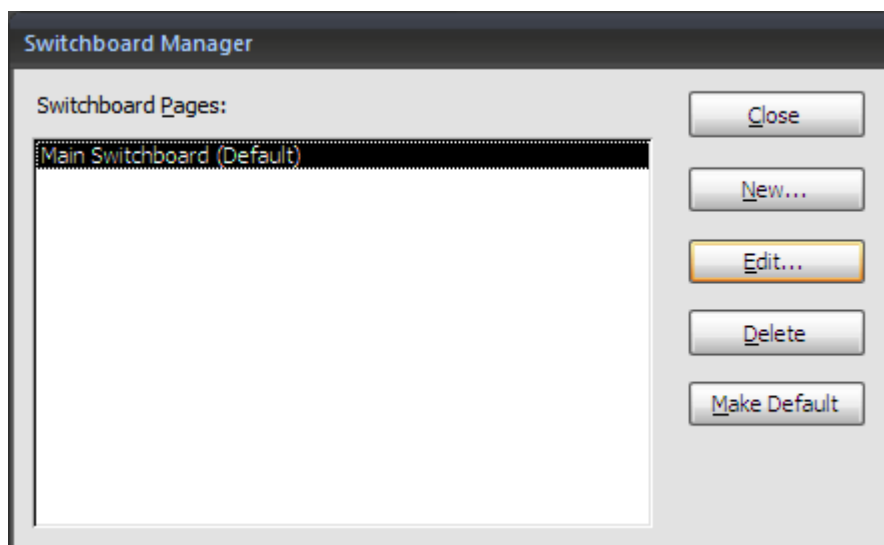 Switchboard Manager
Switchboard Pages:
Main Switchboard (Default)
Close
New...
Edit...
Delete
Make Default